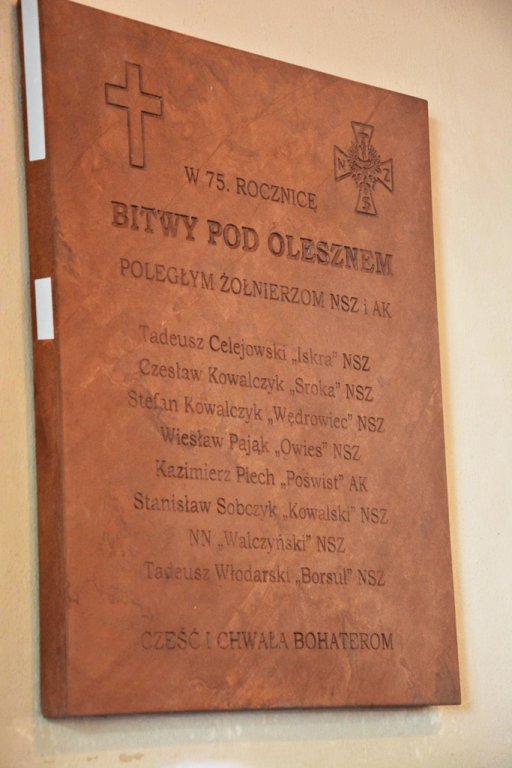 N Z
S
W 75. ROCZNICĘ
BITWY POD OLESZNEM
POLEGŁYM ŻOŁNIERZOM NSZ i AK
Tadeusz Celejowski „Iskra” NSZ
Czesław Kowalczyk „Sroka” NSZ
Stefan Kowalczyk „Wędrowiec” NSZ
Wiesław Pająk „Owies” NSZ
Kazimierz Piech „Poświst” AK
Stanisław Sobczyk „Kowalski” NSZ
NN „Walczyński” NSZ
Tadeusz Włodarski „Borsuk” NSZ
CZEŚĆ I CHWAŁA BOHATEROM